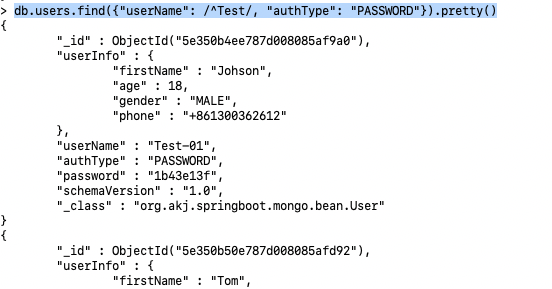 > db.users.find({"userName": /^Test/, "authType": "PASSWORD"}).pretty()
{
"_id" : ObjectId("5e350b4ee787d008085af9a0"),
"userInfo" : {
"firstName" : "Johson",
"age" : 18,
"gender" : "MALE",
"phone" : "+861300362612"
},
"userName" : "Test-01",
"authType" : "PASSWORD",
"password" : "1b43e13f",
"schemaVersion" : "1.0",
"_class" : "org.akj.springboot.mongo.bean.User"
}
{
"_id" : ObjectId("5e350b50e787d008085afd92"),
"userInfo" : {
"firstName" : "Tom",